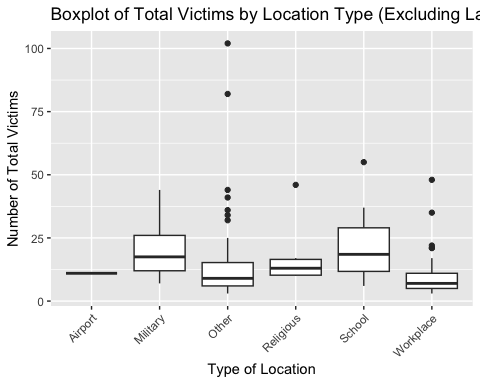 Boxplot of Total Victims by Location Type (Excluding La
100
75
50
25
0
Number of Total Victims
Airport
Military
Other
Religious
School
Workplace
Type of Location